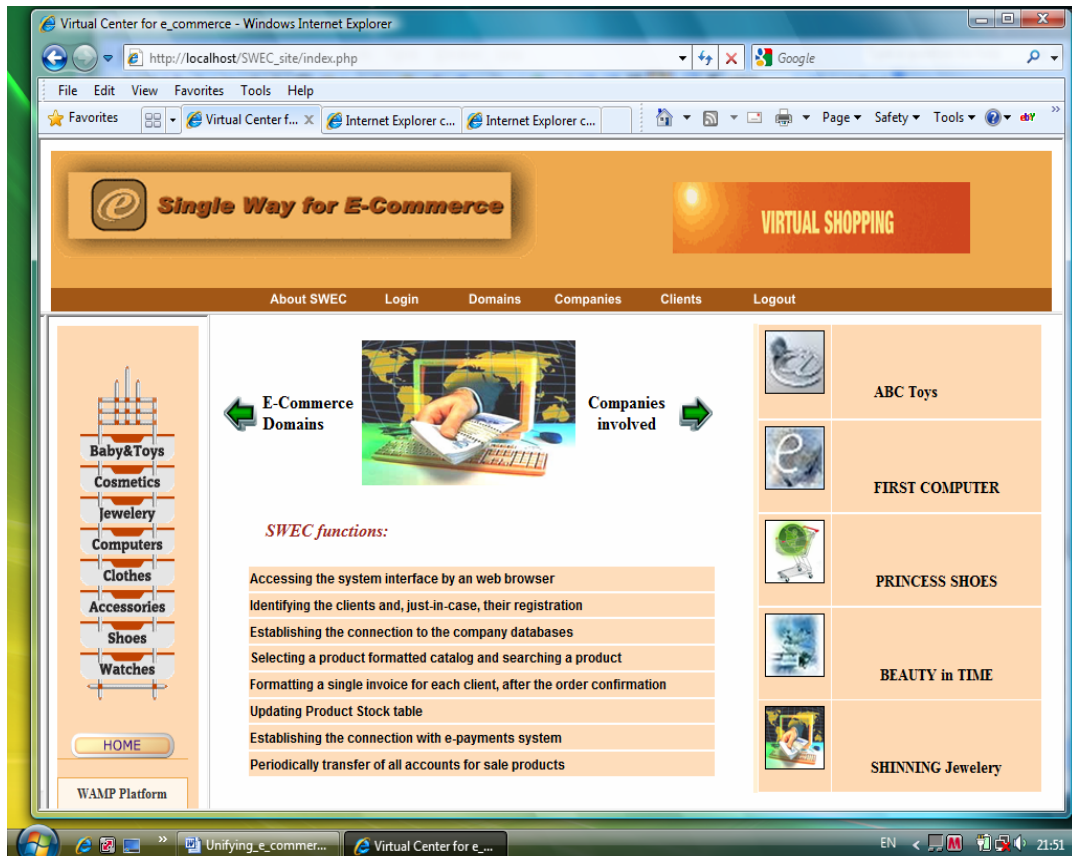 Virtual Center for e_commerce - Windows Internet Explorer
http://localhost/SWEC_site/index.php
Google
File Edit View Favorites Tools Help
Favorites
Virtual Center f... X
Internet Explorer c...
Internet Explorer c...
Page Safety Tools
ebY
»
e Single Way for E-Commerce
VIRTUAL SHOPPING
About SWEC Login Domains Companies Clients Logout
Baby&Toys
Cosmetics
Jewelery
Computers
Clothes
Accessories
Shoes
Watches
HOME
WAMP Platform
E-Commerce
Domains
Companies
involved
SWEC functions:
Accessing the system interface by an web browser
Identifying the clients and, just-in-case, their registration
Establishing the connection to the company databases
Selecting a product formatted catalog and searching a product
Formatting a single invoice for each client, after the order confirmation
Updating Product Stock table
Establishing the connection with e-payments system
Periodically transfer of all accounts for sale products
ABC Toys
FIRST COMPUTER
PRINCESS SHOES
BEAUTY in TIME
SHINNING Jewelery
» Unifying_e_commer... Virtual Center for e_... EN < 21:51